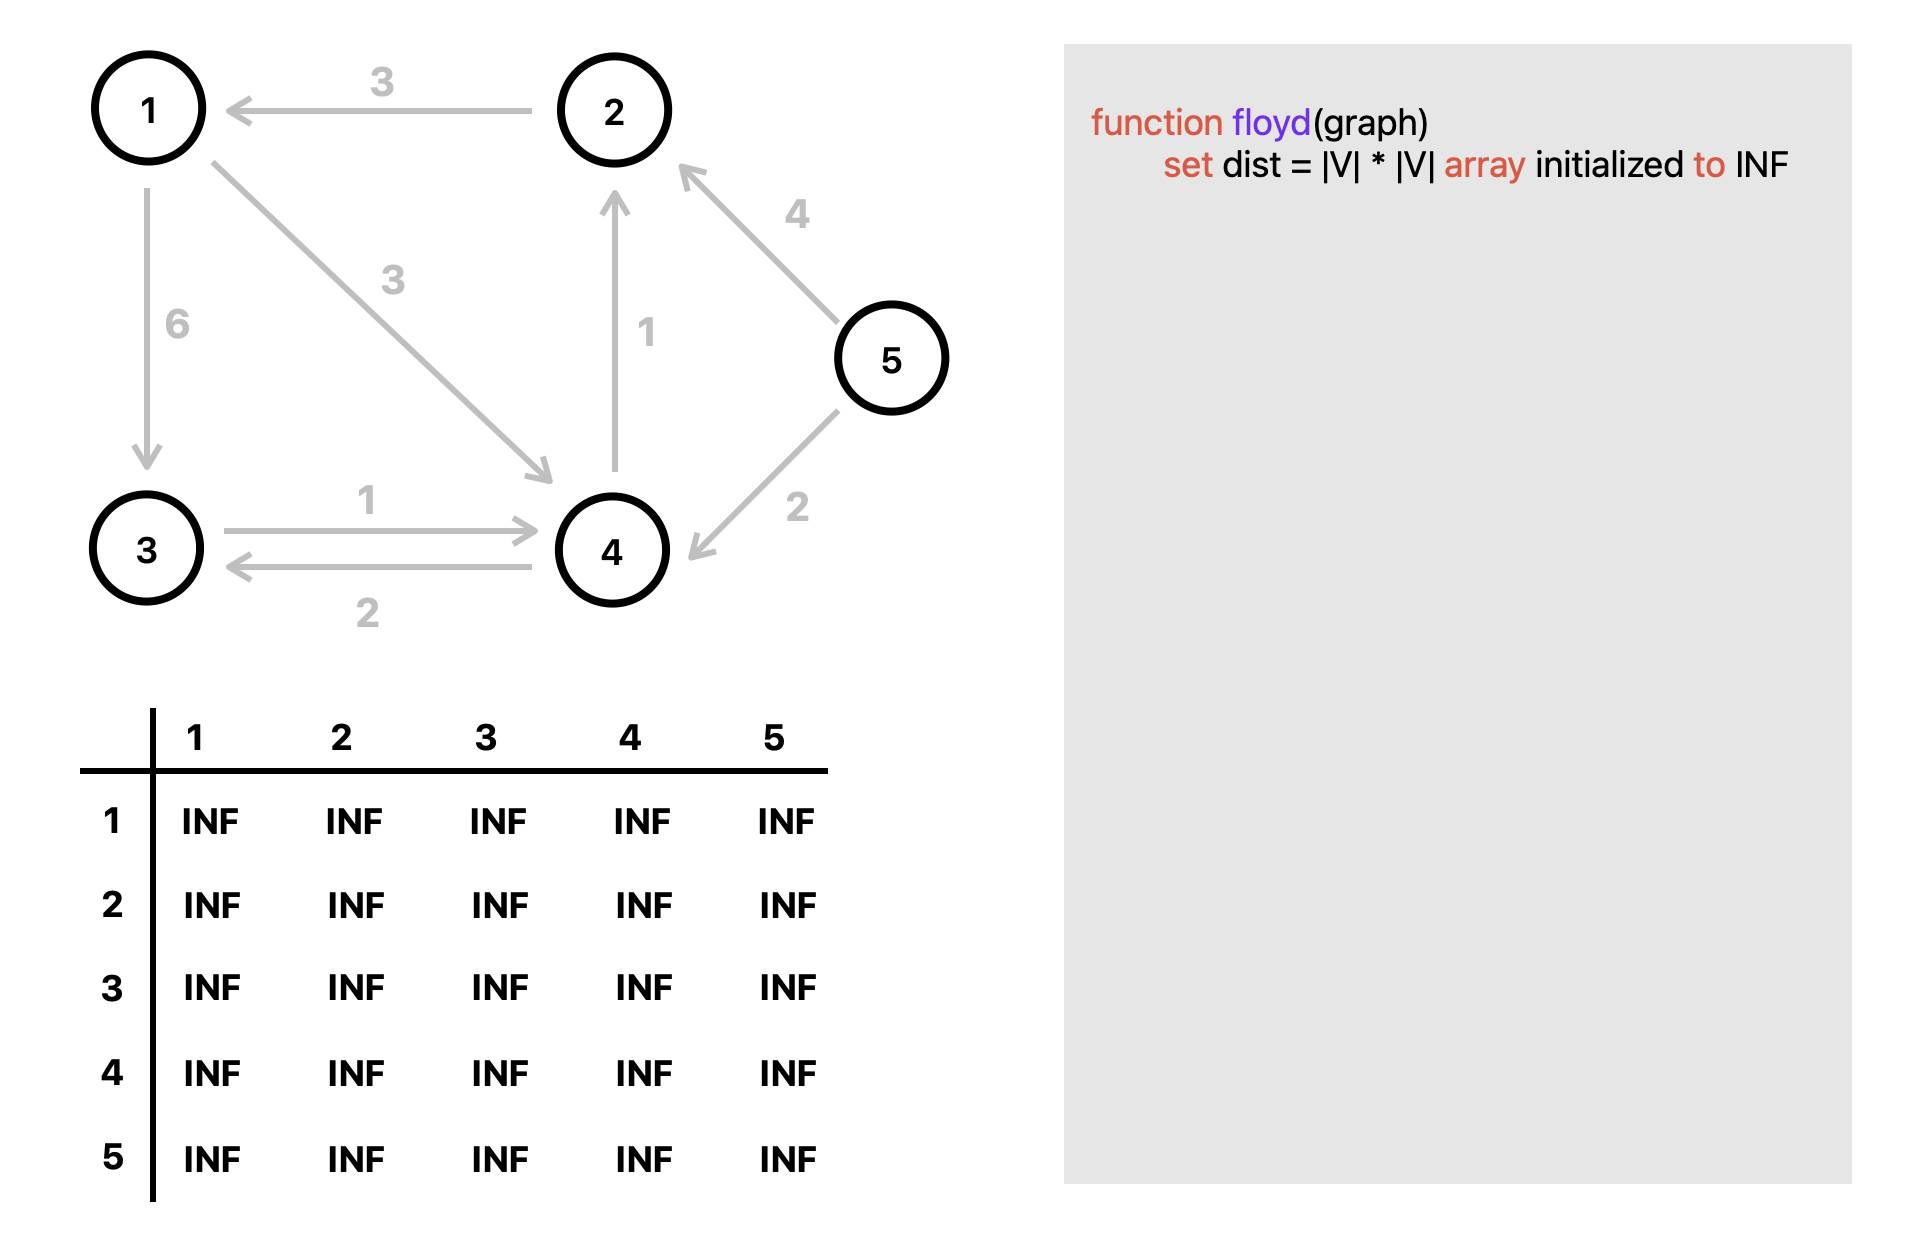 1
3
2
3
4
6
1
5
1
2
3
4
2
1 2 3 4 5
1 INF INF INF INF INF
2 INF INF INF INF INF
3 INF INF INF INF INF
4 INF INF INF INF INF
5 INF INF INF INF INF
function floyd(graph)
set dist = |V| * |V| array initialized to INF